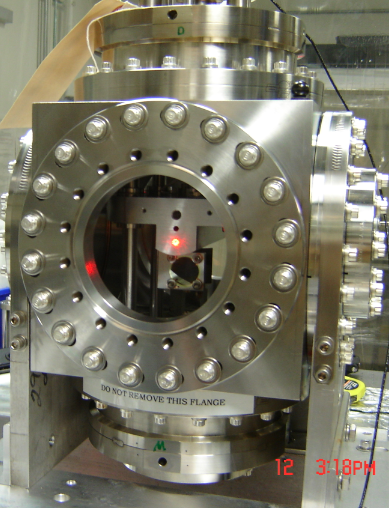 D
DO NOT REMOVE THIS FLANGE
W
12 3:18PM